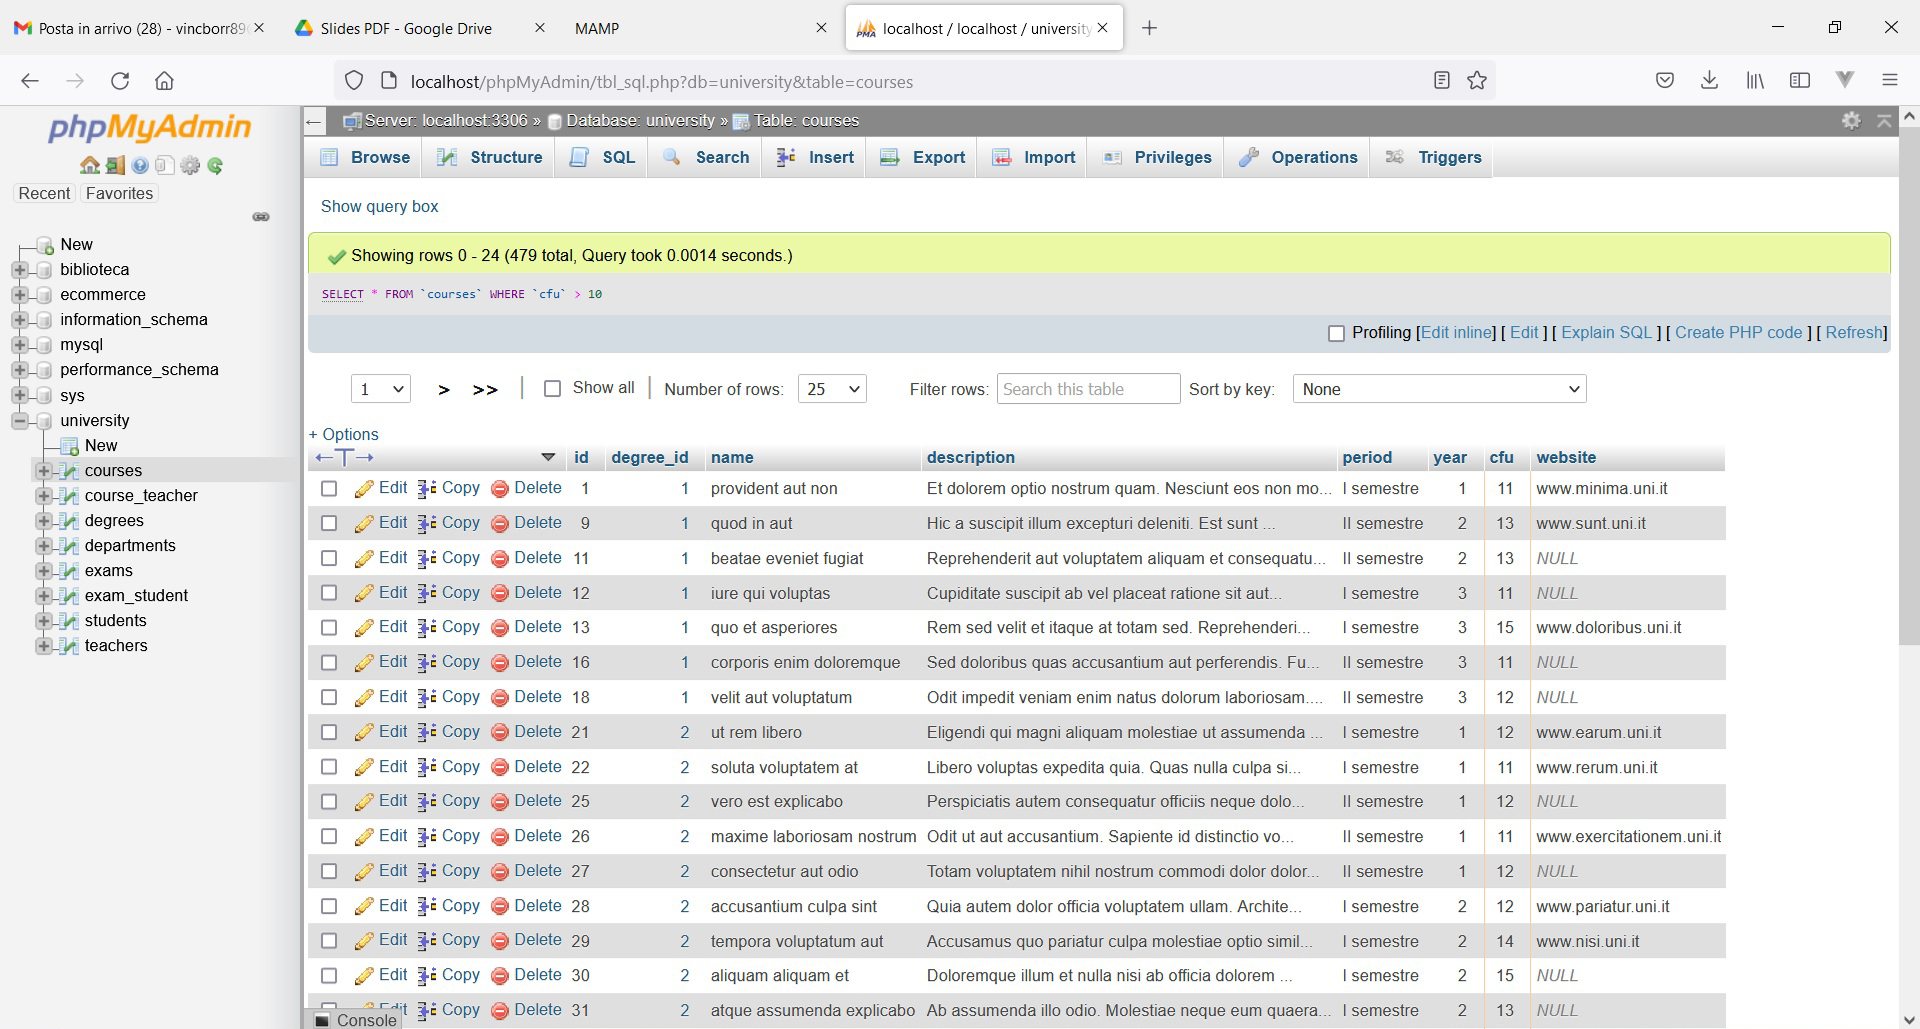 Posta in arrivo (28) - vincborr89
Slides PDF - Google Drive
MAMP
localhost / localhost / university
localhost/phpMyAdmin/tbl_sql.php?db=university&table=courses
phpMyAdmin
Recent Favorites
New
biblioteca
ecommerce
information_schema
mysql
performance_schema
sys
university
New
courses
course_teacher
degrees
departments
exams
exam_student
students
teachers
Server: localhost:3306 » Database: university » Table: courses
Browse Structure SQL Search Insert Export Import Privileges Operations Triggers
Show query box
Showing rows 0 - 24 (479 total, Query took 0.0014 seconds.)
SELECT * FROM `courses` WHERE `cfu` > 10
Profiling [Edit inline] [ Edit ] [ Explain SQL ] [ Create PHP code ] [ Refresh]
1 > >> | Show all | Number of rows: 25 Filter rows: Search this table Sort by key: None
+ Options
←T→ id degree_id name description period year cfu website
Edit Copy Delete 1 1 provident aut non Et dolorem optio nostrum quam. Nesciunt eos non mo... I semestre 1 11 www.minima.uni.it
Edit Copy Delete 9 1 quod in aut Hic a suscipit illum excepturi deleniti. Est sunt ... II semestre 2 13 www.sunt.uni.it
Edit Copy Delete 11 1 beatae eveniet fugiat Reprehenderit aut voluptatem aliquam et consequatu... II semestre 2 13 NULL
Edit Copy Delete 12 1 iure qui voluptas Cupiditate suscipit ab vel placeat ratione sit aut... I semestre 3 11 NULL
Edit Copy Delete 13 1 quo et asperiores Rem sed velit et itaque at totam sed. Reprehenderi... I semestre 3 15 www.doloribus.uni.it
Edit Copy Delete 16 1 corporis enim doloremque Sed doloribus quas accusantium aut perferendis. Fu... II semestre 3 11 NULL
Edit Copy Delete 18 1 velit aut voluptatum Odit impedit veniam enim natus dolorum laboriosam.... II semestre 3 12 NULL
Edit Copy Delete 21 2 ut rem libero Eligendi qui magni aliquam molestiae ut assumenda ... I semestre 1 12 www.earum.uni.it
Edit Copy Delete 22 2 soluta voluptatem at Libero voluptas expedita quia. Quas nulla culpa si... I semestre 1 11 www.rerum.uni.it
Edit Copy Delete 25 2 vero est explicabo Perspiciatis autem consequatur officiis neque dolo... II semestre 1 12 NULL
Edit Copy Delete 26 2 maxime laboriosam nostrum Odit ut aut accusantium. Sapiente id distinctio vo... II semestre 1 11 www.exercitationem.uni.it
Edit Copy Delete 27 2 consectetur aut odio Totam voluptatem nihil nostrum commodi dolor dolor... II semestre 1 12 NULL
Edit Copy Delete 28 2 accusantium culpa sint Quia autem dolor officia voluptatem ullam. Archite... I semestre 2 12 www.pariatur.uni.it
Edit Copy Delete 29 2 tempora voluptatum aut Accusamus quo pariatur culpa molestiae optio simil... I semestre 2 14 www.nisi.uni.it
Edit Copy Delete 30 2 aliquam aliquam et Doloremque illum et nulla nisi ab officia dolorem ... I semestre 2 15 NULL
Edit Copy Delete 31 2 atque assumenda explicabo Ab assumenda illo odio. Molestiae neque eum quaera... I semestre 2 13 NULL
Console